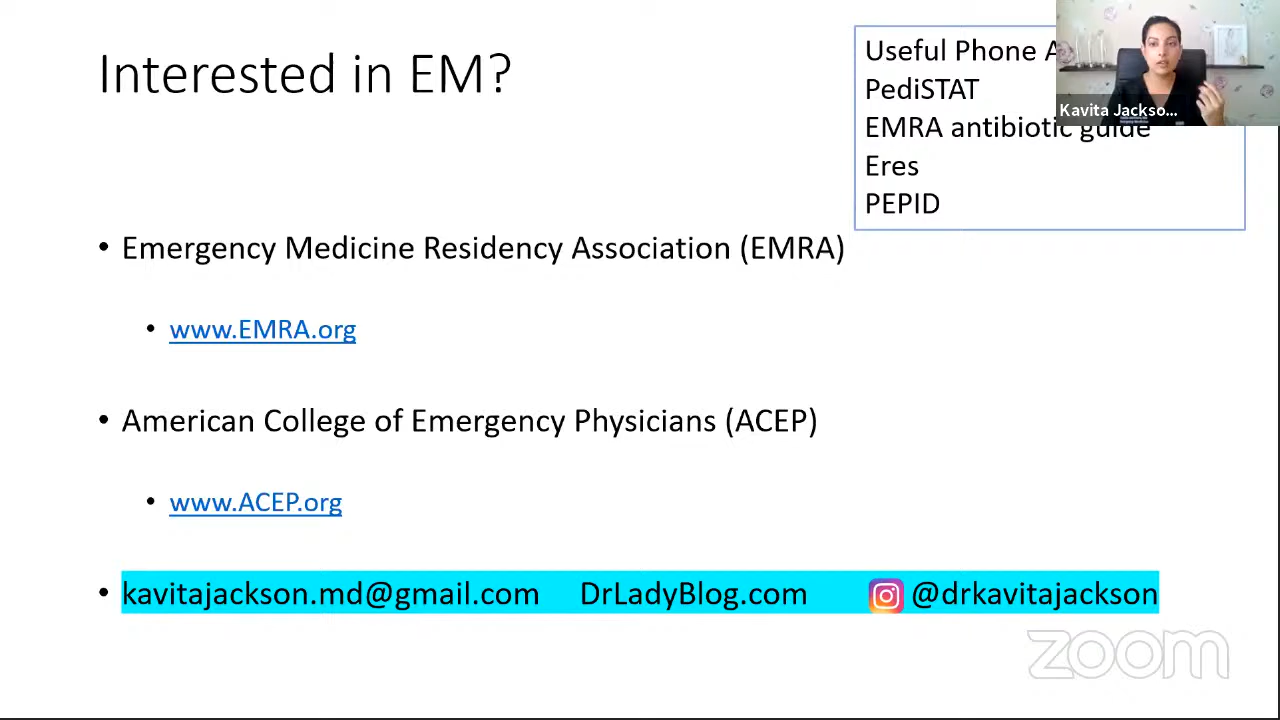 Interested in EM?
Useful Phone
PediSTAT
EMRA antibiotic guide
Eres
PEPID
Kavita Jackso...
• Emergency Medicine Residency Association (EMRA)
• www.EMRA.org
• American College of Emergency Physicians (ACEP)
• www.ACEP.org
• kavitajackson.md@gmail.com DrLadyBlog.com @drkavitajackson
zoom